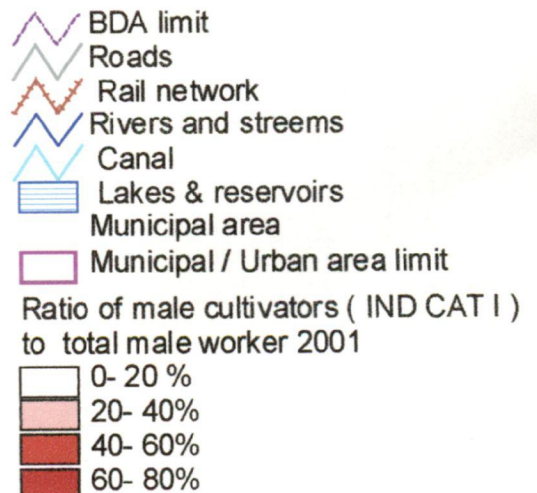 BDA limit
Roads
Rail network
Rivers and streems
Canal
Lakes & reservoirs
Municipal area
Municipal / Urban area limit
Ratio of male cultivators ( IND CAT I )
to total male worker 2001
0- 20 %
20- 40%
40- 60%
60- 80%